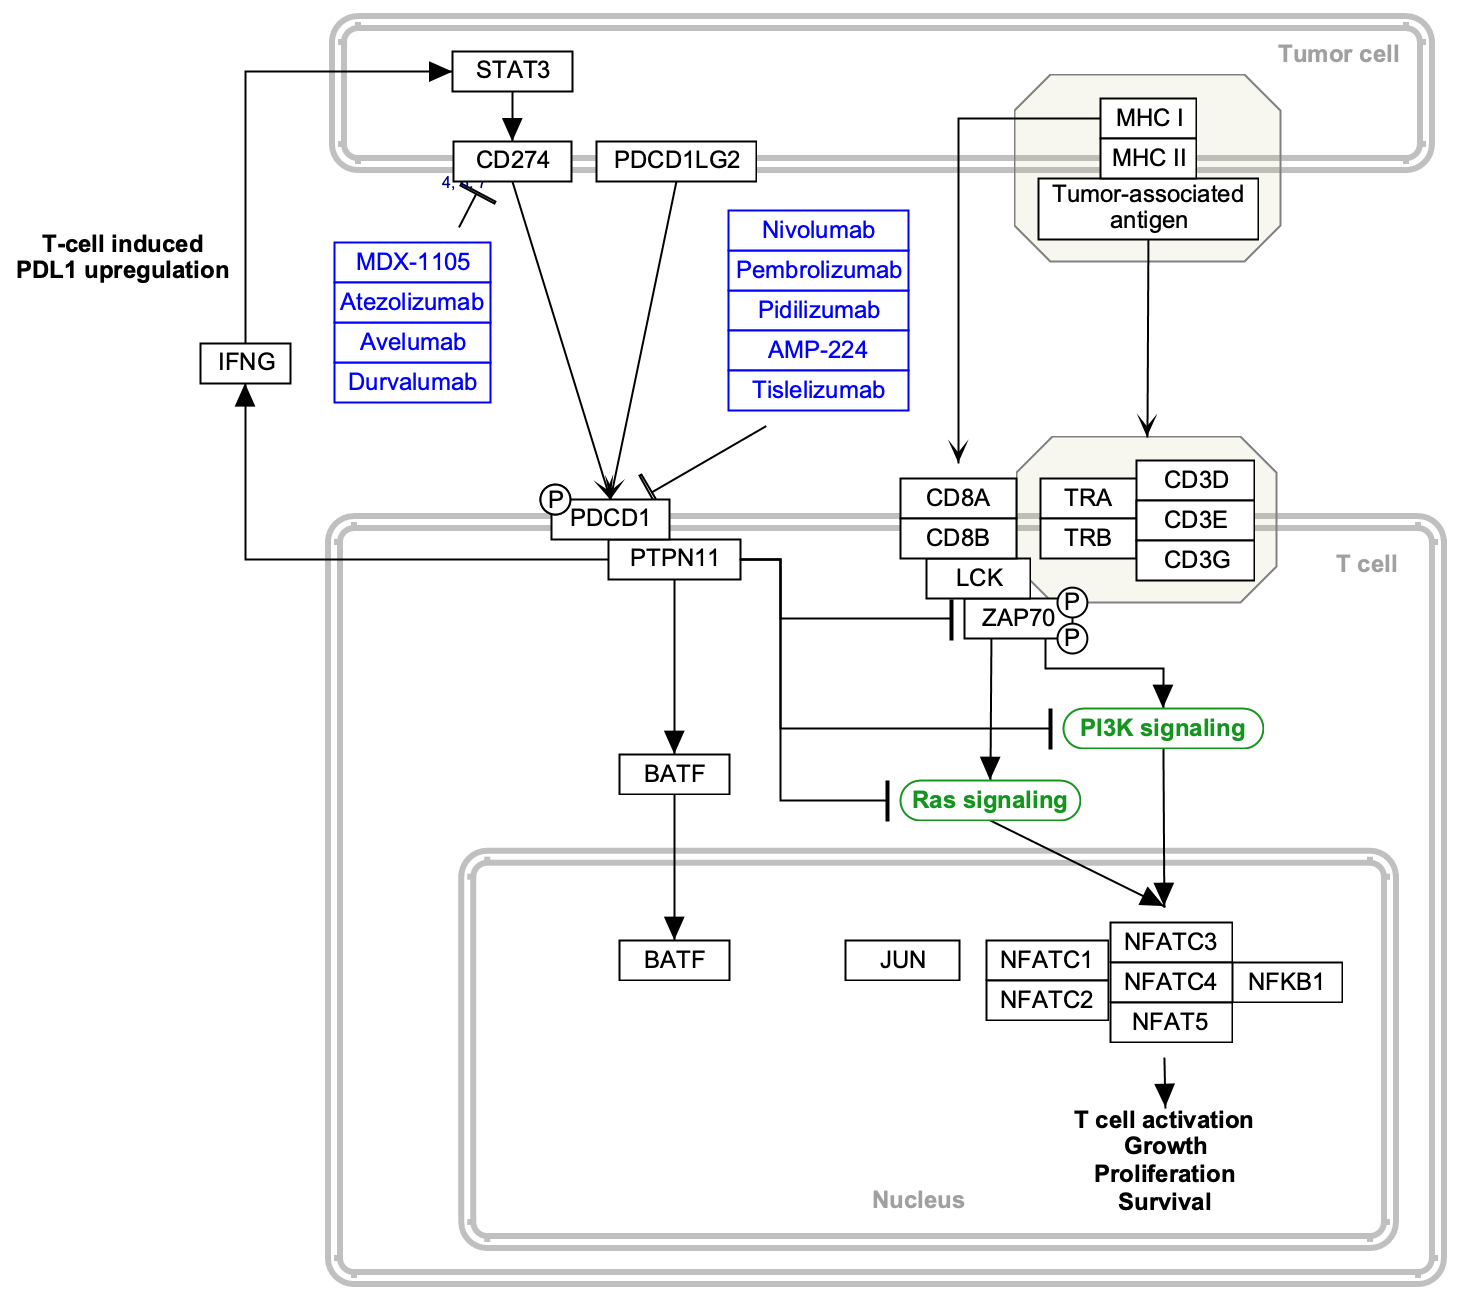 Tumor cell
STAT3
MHC I
CD274
PDCD1LG2
MHC II
Tumor-associated
antigen
T-cell induced
PDL1 upregulation
MDX-1105
Atezolizumab
Avelumab
Durvalumab
Nivolumab
Pembrolizumab
Pidilizumab
AMP-224
Tislelizumab
IFNG
P
PDCD1
PTPN11
CD8A
CD8B
LCK
ZAP70
P
P
TRA
TRB
CD3D
CD3E
CD3G
T cell
PI3K signaling
BATF
Ras signaling
BATF
JUN
NFATC1
NFATC2
NFATC3
NFATC4
NFAT5
NFKB1
T cell activation
Growth
Proliferation
Survival
Nucleus